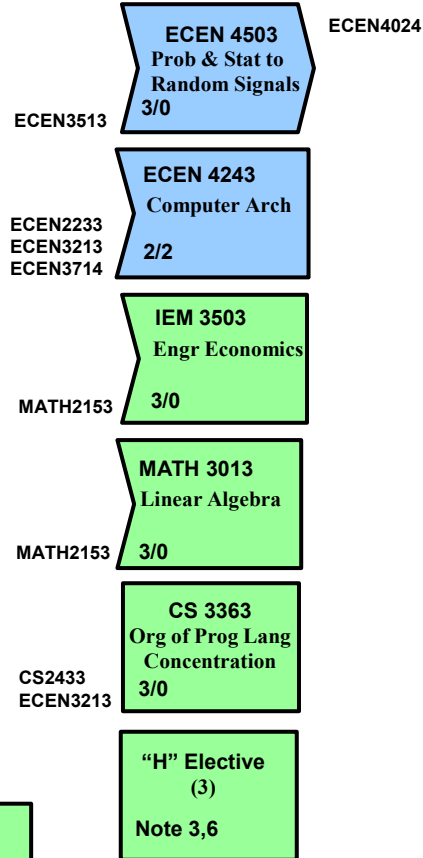 ECEN 4503
ECEN4024
Prob & Stat to
Random Signals
3/0
ECEN3513
ECEN 4243
Computer Arch
ECEN2233
ECEN3213
ECEN3714
2/2
IEM 3503
Engr Economics
3/0
MATH2153
MATH 3013
Linear Algebra
3/0
MATH2153
CS 3363
Org of Prog Lang
Concentration
3/0
CS2433
ECEN3213
“H” Elective
(3)
Note 3,6